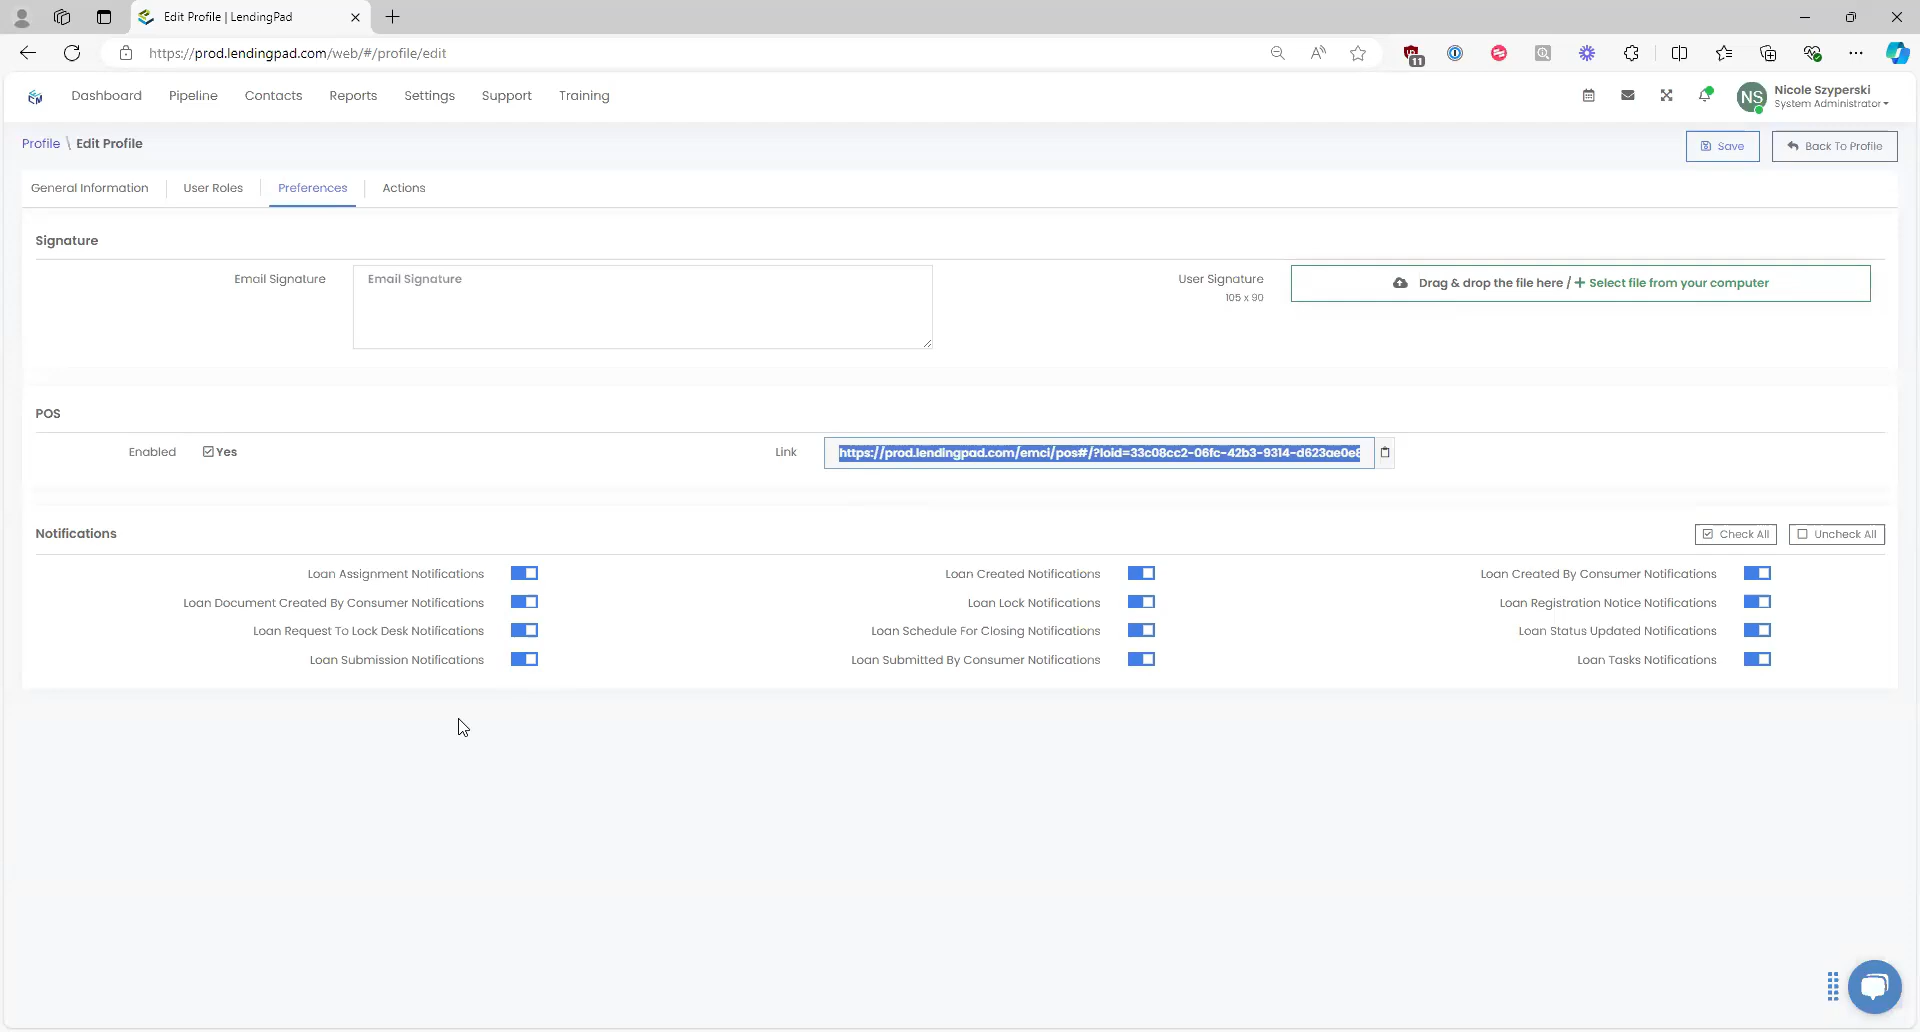 Edit Profile | LendingPad
https://prod.lendingpad.com/web/#/profile/edit
11
Dashboard Pipeline Contacts Reports Settings Support Training
NS Nicole Szyperski
System Administrator
Profile \ Edit Profile
Save Back To Profile
General Information User Roles Preferences Actions
Signature
Email Signature Email Signature
User Signature
105 x 90
Drag & drop the file here / + Select file from your computer
POS
Enabled Yes
Link https://prod.lendingpad.com/emci/pos#/?loid=33c08cc2-06fc-42b3-9314-d623ae0e8
Notifications
Check All Uncheck All
Loan Assignment Notifications Loan Created Notifications Loan Created By Consumer Notifications
Loan Document Created By Consumer Notifications Loan Lock Notifications Loan Registration Notice Notifications
Loan Request To Lock Desk Notifications Loan Schedule For Closing Notifications Loan Status Updated Notifications
Loan Submission Notifications Loan Submitted By Consumer Notifications Loan Tasks Notifications